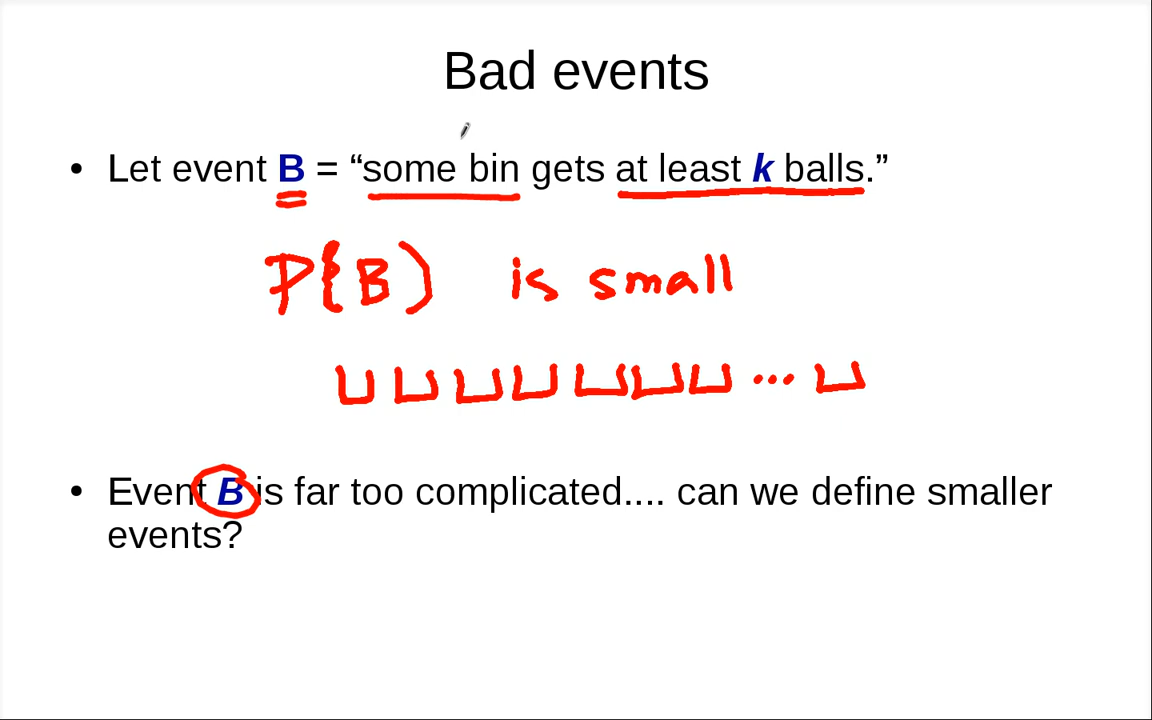 Bad events
• Let event B = “some bin gets at least k balls.”
P{B) is small
...
• Event B is far too complicated.... can we define smaller
events?